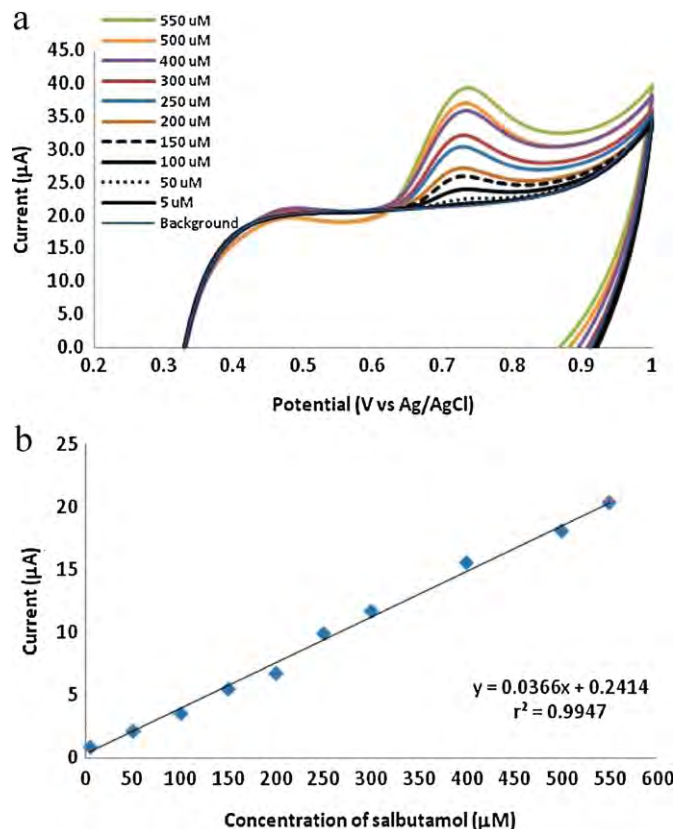 a
550 uM
500 uM
400 uM
300 uM
250 uM
200 uM
150 uM
100 uM
50 uM
5 uM
Background
45.0
40.0
35.0
30.0
25.0
20.0
15.0
10.0
5.0
0.0
Current (µA)
0.2 0.3 0.4 0.5 0.6 0.7 0.8 0.9 1
Potential (V vs Ag/AgCl)
b
25
20
15
10
5
0
Current (µA)
y = 0.0366x + 0.2414
r² = 0.9947
0 50 100 150 200 250 300 350 400 450 500 550 600
Concentration of salbutamol (µM)